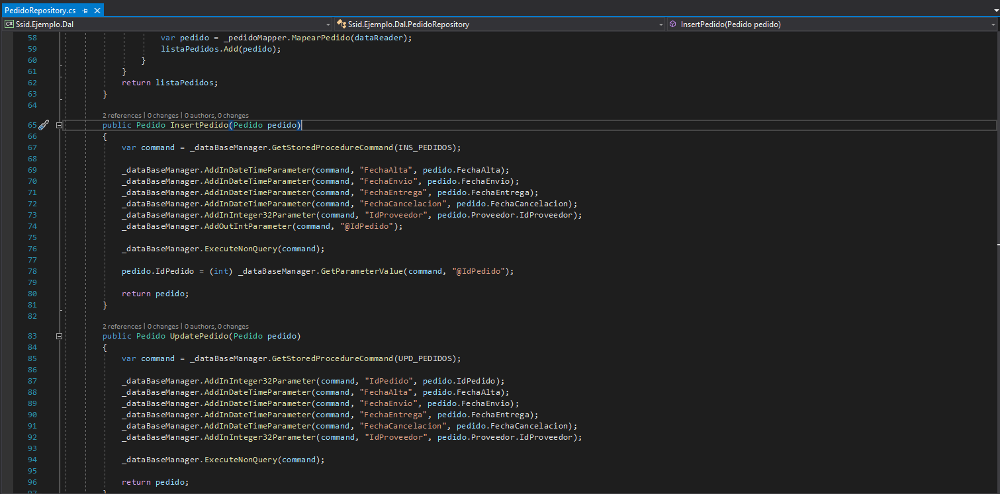 PedidoRepository.cs
C# Ssid.Ejemplo.Dal Ssid.Ejemplo.Dal.PedidoRepository InsertPedido(Pedido pedido)
58 var pedido = _pedidoMapper.MapearPedido(dataReader);
59 listaPedidos.Add(pedido);
60 }
61 }
62 return listaPedidos;
63 }
64
2 references | 0 changes | 0 authors, 0 changes
65 public Pedido InsertPedido(Pedido pedido)
66 {
67 var command = _dataBaseManager.GetStoredProcedureCommand(INS_PEDIDOS);
68
69 _dataBaseManager.AddInDateTimeParameter(command, "FechaAlta", pedido.FechaAlta);
70 _dataBaseManager.AddInDateTimeParameter(command, "FechaEnvio", pedido.FechaEnvio);
71 _dataBaseManager.AddInDateTimeParameter(command, "FechaEntrega", pedido.FechaEntrega);
72 _dataBaseManager.AddInDateTimeParameter(command, "FechaCancelacion", pedido.FechaCancelacion);
73 _dataBaseManager.AddInInteger32Parameter(command, "IdProveedor", pedido.Proveedor.IdProveedor);
74 _dataBaseManager.AddOutIntParameter(command, "@IdPedido");
75
76 _dataBaseManager.ExecuteNonQuery(command);
77
78 pedido.IdPedido = (int) _dataBaseManager.GetParameterValue(command, "@IdPedido");
79
80 return pedido;
81 }
82
2 references | 0 changes | 0 authors, 0 changes
83 public Pedido UpdatePedido(Pedido pedido)
84 {
85 var command = _dataBaseManager.GetStoredProcedureCommand(UPD_PEDIDOS);
86
87 _dataBaseManager.AddInInteger32Parameter(command, "IdPedido", pedido.IdPedido);
88 _dataBaseManager.AddInDateTimeParameter(command, "FechaAlta", pedido.FechaAlta);
89 _dataBaseManager.AddInDateTimeParameter(command, "FechaEnvio", pedido.FechaEnvio);
90 _dataBaseManager.AddInDateTimeParameter(command, "FechaEntrega", pedido.FechaEntrega);
91 _dataBaseManager.AddInDateTimeParameter(command, "FechaCancelacion", pedido.FechaCancelacion);
92 _dataBaseManager.AddInInteger32Parameter(command, "IdProveedor", pedido.Proveedor.IdProveedor);
93
94 _dataBaseManager.ExecuteNonQuery(command);
95
96 return pedido;
97 }